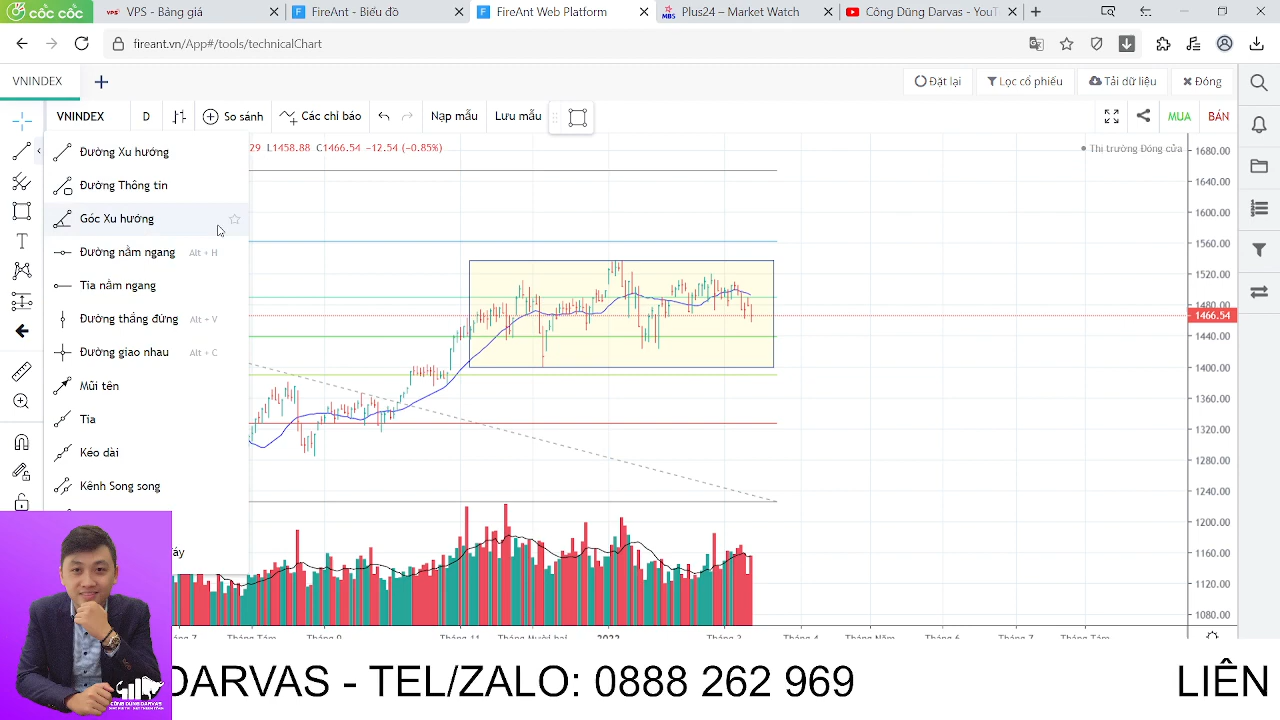 cốc cốc
VPS - Bảng giá
FireAnt - Biểu đồ
FireAnt Web Platform
MBS
Plus24 – MarketWatch
Công Dũng Darvas - YouT
fireant.vn/App#/tools/technicalChart
VNINDEX
Đặt lại
Lọc cổ phiếu
Tải dữ liệu
Đóng
VNINDEX
D
So sánh
Các chỉ báo
Nạp mẫu
Lưu mẫu
MUA
BÁN
29 L1458.88 C1466.54 −12.54 (−0.85%)
Thị trường Đóng cửa
Đường Xu hướng
Đường Thông tin
Góc Xu hướng
Đường nằm ngang Alt + H
Tia nằm ngang
Đường thẳng đứng Alt + V
Đường giao nhau Alt + C
Mũi tên
Tia
Kéo dài
Kênh Song song
1680.00
1640.00
1600.00
1560.00
1520.00
1480.00
1466.54
1440.00
1400.00
1360.00
1320.00
1280.00
1240.00
1200.00
1160.00
1120.00
1080.00
Tháng Tám
Tháng 9
Tháng 11
Tháng Mười hai
2022
Tháng 3
Tháng 4
Tháng Năm
Tháng 6
Tháng 7
Tháng Tám
CÔNG DŨNG DARVAS
DARVAS - TEL/ZALO: 0888 262 969
LIÊN